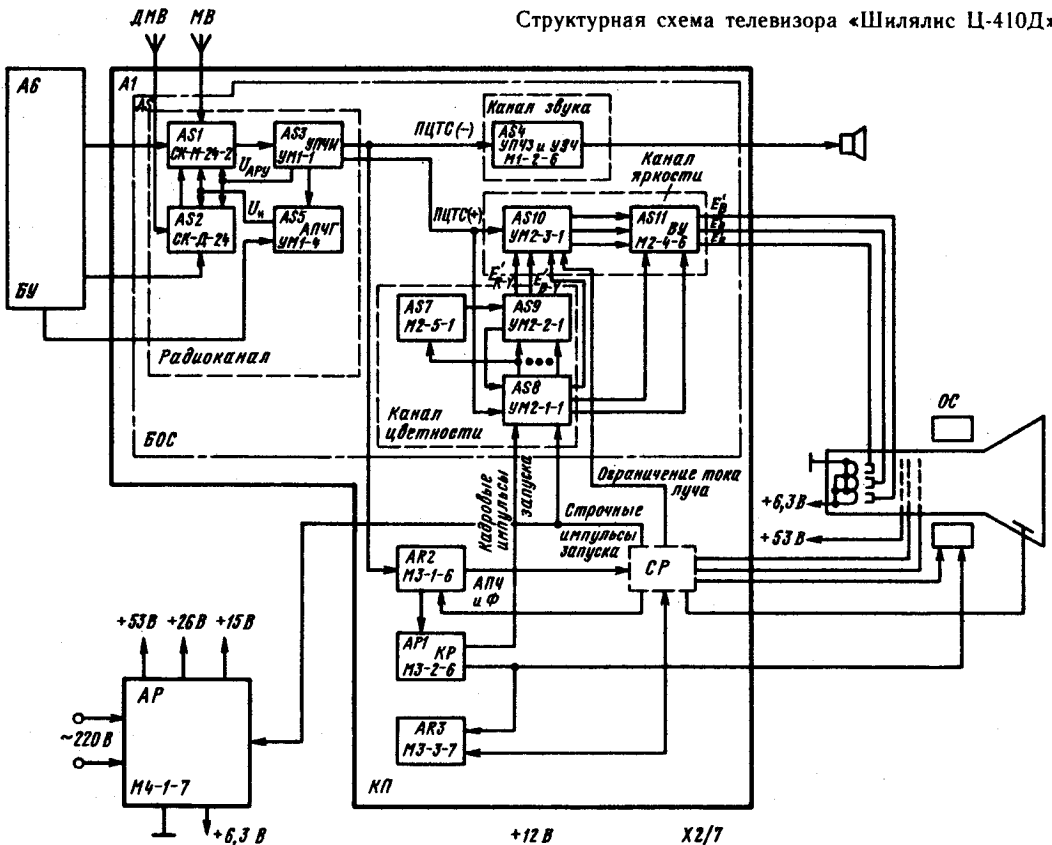 Структурная схема телевизора «Шилялис Ц-410Д»
ДМВ
МВ
А6
БУ
А1
AS
AS1
СК-М-24-2
UАРУ
AS3
УПЧИ
УМ1-1
AS2
СК-Д-24
Uн
AS5
АПЧГ
УМ1-4
Радиоканал
БОС
ПЦТС(-)
Канал звука
AS4
УПЧЗ и УЗЧ
М1-2-6
ПЦТС(+)
Канал
яркости
AS10
УМ2-3-1
AS11
ВУ
М2-4-6
E'B
E'R-Y
E'B-Y
AS7
М2-5-1
AS9
УМ2-2-1
AS8
УМ2-1-1
Канал
цветности
Кадровые
импульсы
запуска
Ограничение тока
луча
Строчные
импульсы
запуска
ОС
+6,3 В
+53 В
AR2
М3-1-6
АПЧ
и Ф
СР
AP1
КР
М3-2-6
AR3
М3-3-7
КП
+53В
+26В
+15В
АР
~220 В
М4-1-7
+6,3 В
+12 В
Х2/7